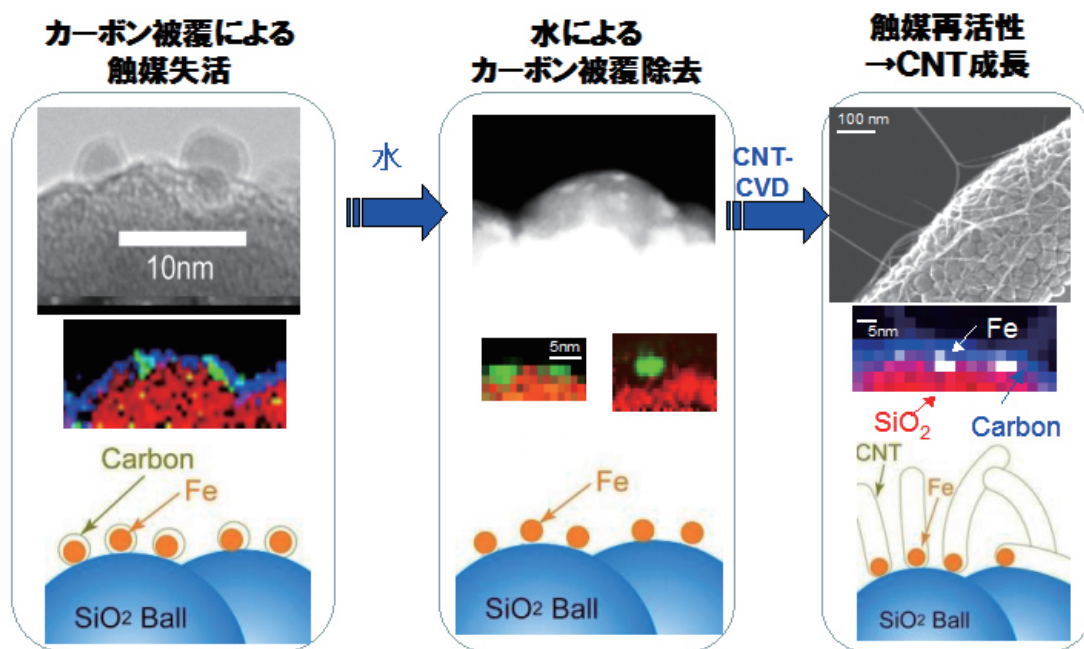 カーボン被覆による
触媒失活
水による
カーボン被覆除去
触媒再活性
→CNT成長
10nm
水
CNT-
CVD
100 nm
5nm
5nm
Fe
SiO2
Carbon
Carbon
Fe
SiO2 Ball
Fe
SiO2 Ball
CNT
Fe
SiO2 Ball